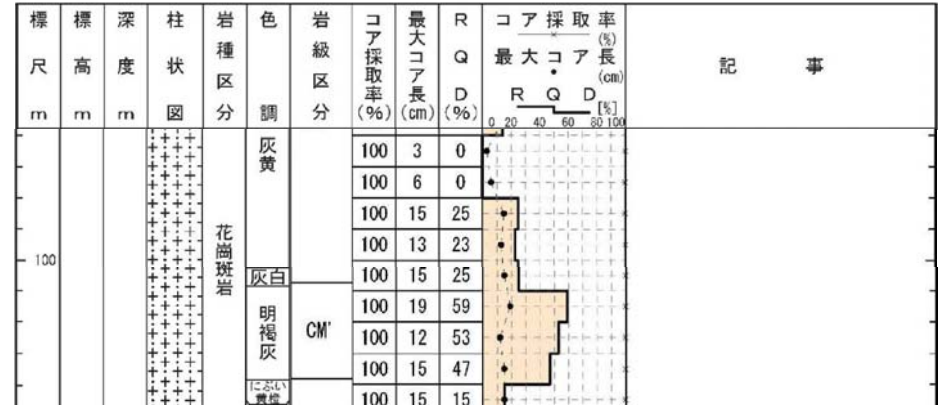 標尺m 標高m 深度m 柱状図 岩種区分 色調 岩級区分 コア採取率(%) 最大コア長(cm) RQD(%) コア採取率(%) 最大コア長(cm) RQD[%] 記事
0 20 40 60 80 100
灰黄
100 3 0
100 6 0
100 15 25
花崗斑岩
100 13 23
100
灰白
100 15 25
明褐灰
CM'
100 19 59
100 12 53
100 15 47
にぶい黄橙
100 15 15